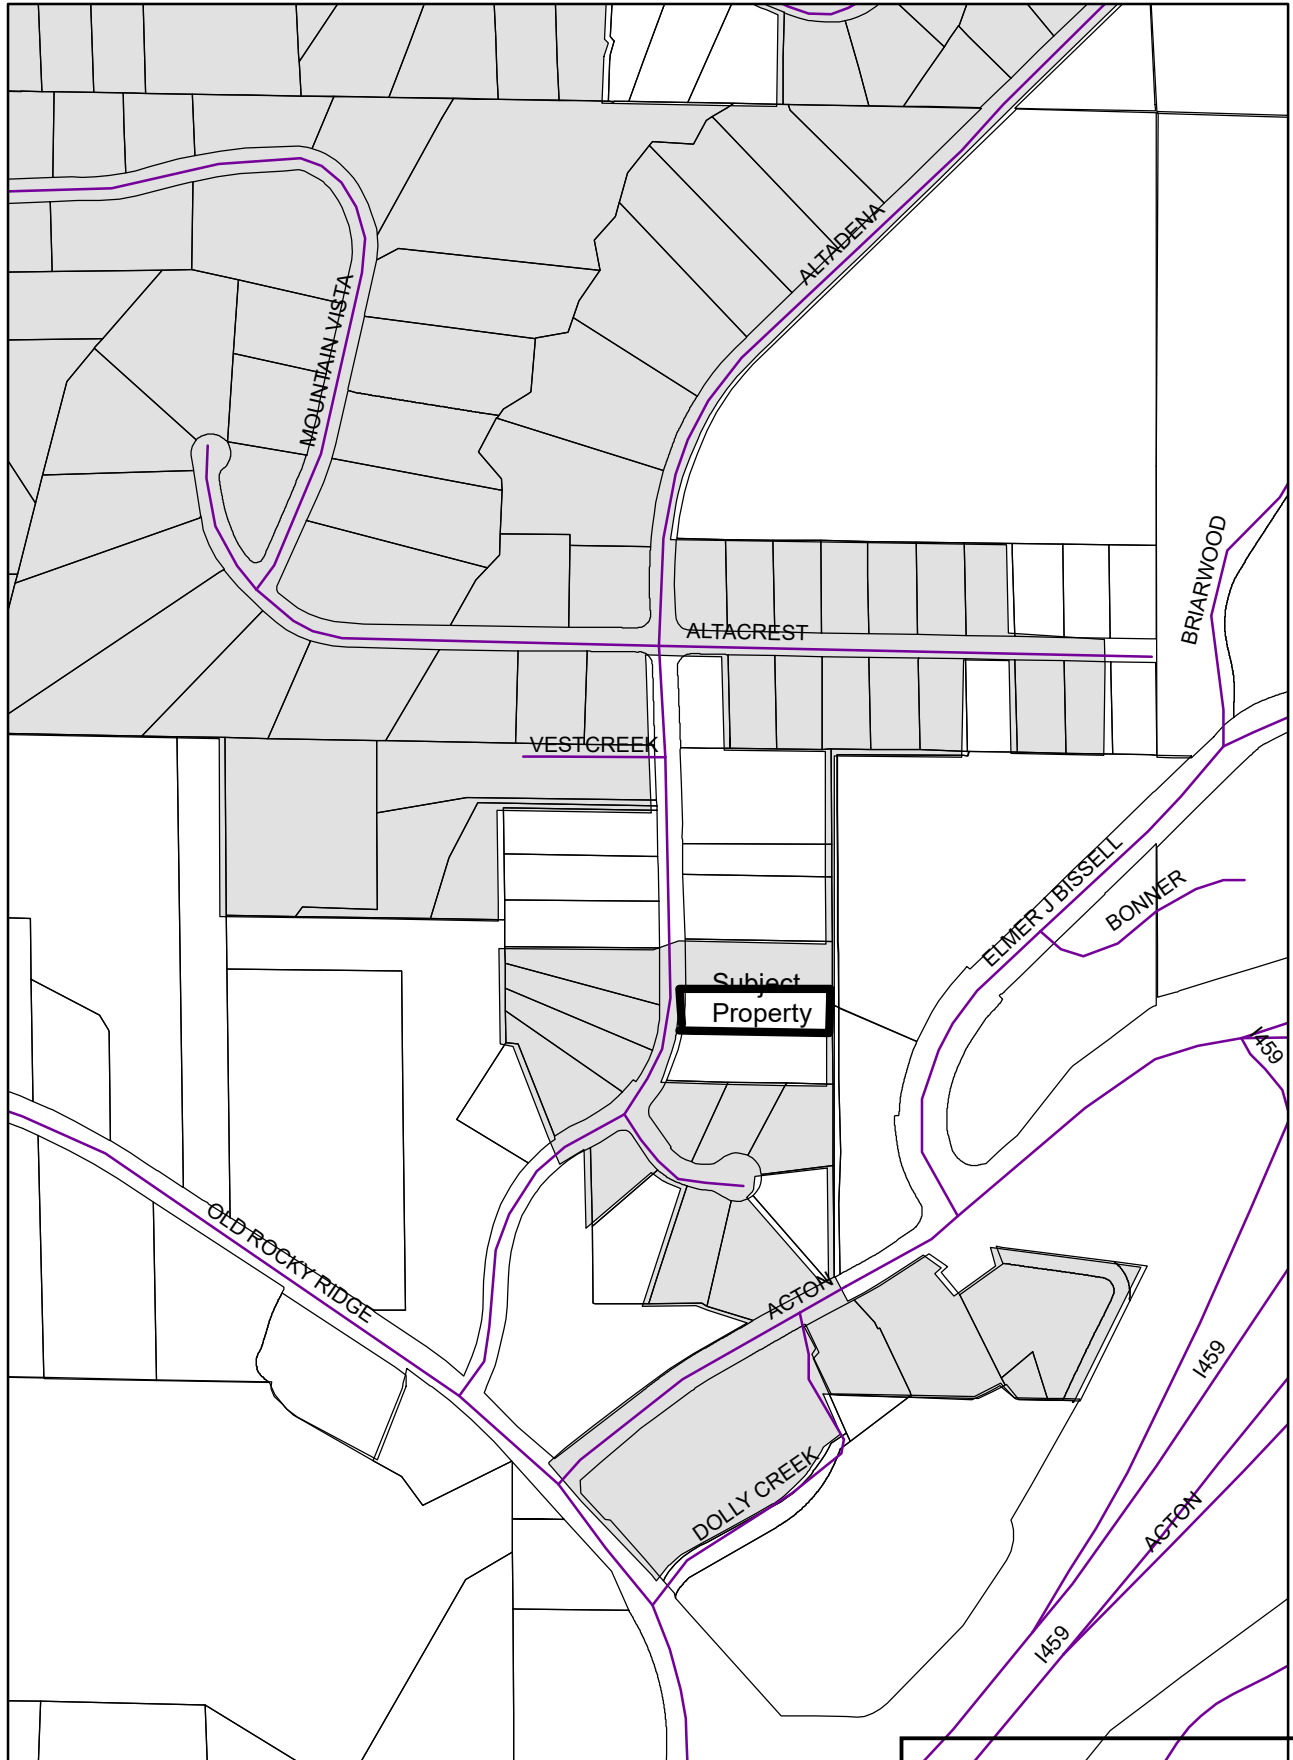 ALTADENA
MOUNTAIN VISTA
BRIARWOOD
ALTACREST
VESTCREEK
ELMER J BISSELL
BONNER
Subject
Property
I459
OLD ROCKY RIDGE
ACTON
I459
DOLLY CREEK
ACTON
I459